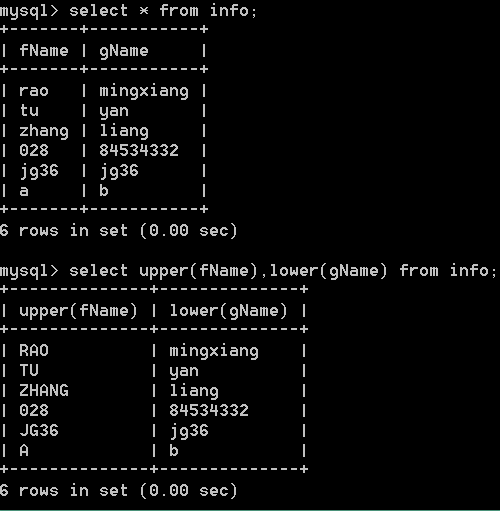 mysql> select * from info;
+-------+-----------+
| fName | gName     |
+-------+-----------+
| rao   | mingxiang |
| tu    | yan       |
| zhang | liang     |
| 028   | 84534332  |
| jg36  | jg36      |
| a     | b         |
+-------+-----------+
6 rows in set (0.00 sec)
mysql> select upper(fName),lower(gName) from info;
+--------------+--------------+
| upper(fName) | lower(gName) |
+--------------+--------------+
| RAO          | mingxiang    |
| TU           | yan          |
| ZHANG        | liang        |
| 028          | 84534332     |
| JG36         | jg36         |
| A            | b            |
+--------------+--------------+
6 rows in set (0.00 sec)